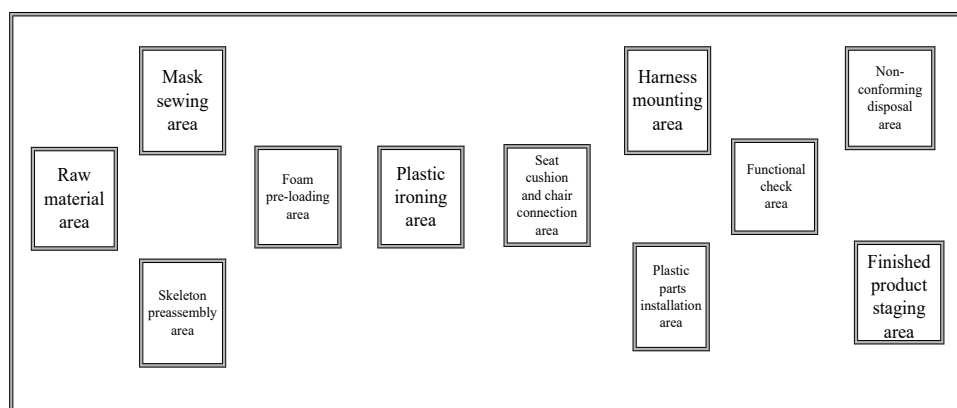 Mask
sewing
area
Harness
mounting
area
Non-
conforming
disposal
area
Raw
material
area
Foam
pre-loading
area
Plastic
ironing
area
Seat
cushion
and chair
connection
area
Functional
check
area
Skeleton
preassembly
area
Plastic
parts
installation
area
Finished
product
staging
area